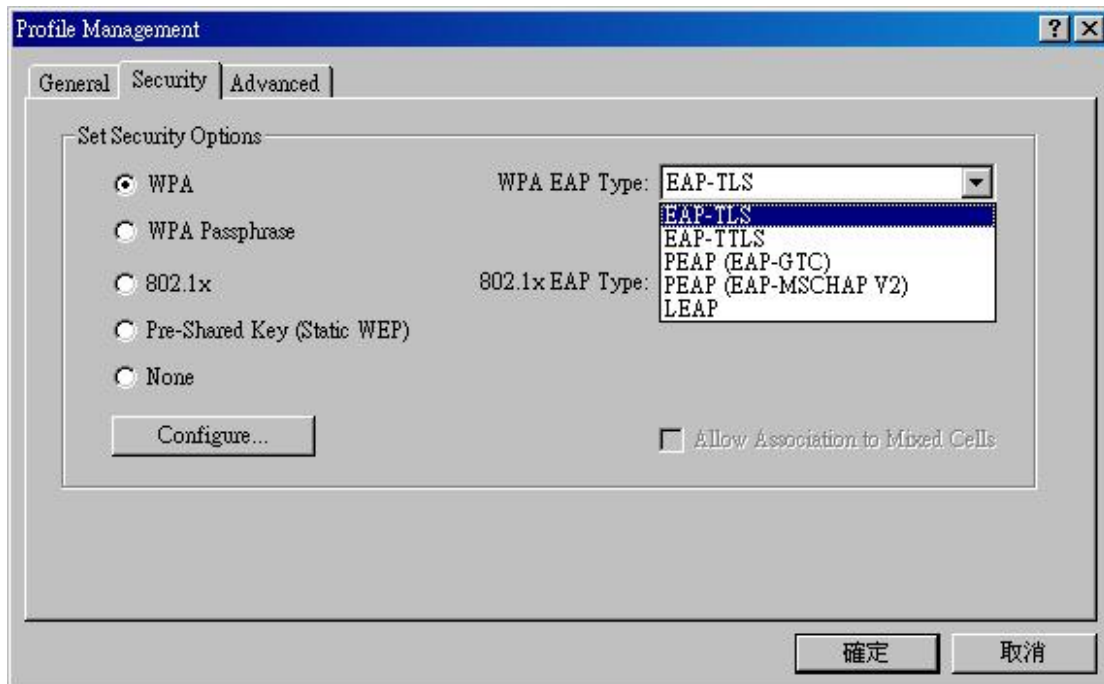 Profile Management
General Security Advanced
Set Security Options
WPA WPA EAP Type: EAP-TLS
EAP-TLS
WPA Passphrase EAP-TTLS
PEAP (EAP-GTC)
802.1x 802.1x EAP Type: PEAP (EAP-MSCHAP V2)
LEAP
Pre-Shared Key (Static WEP)
None
Configure... Allow Association to Mixed Cells
確定 取消